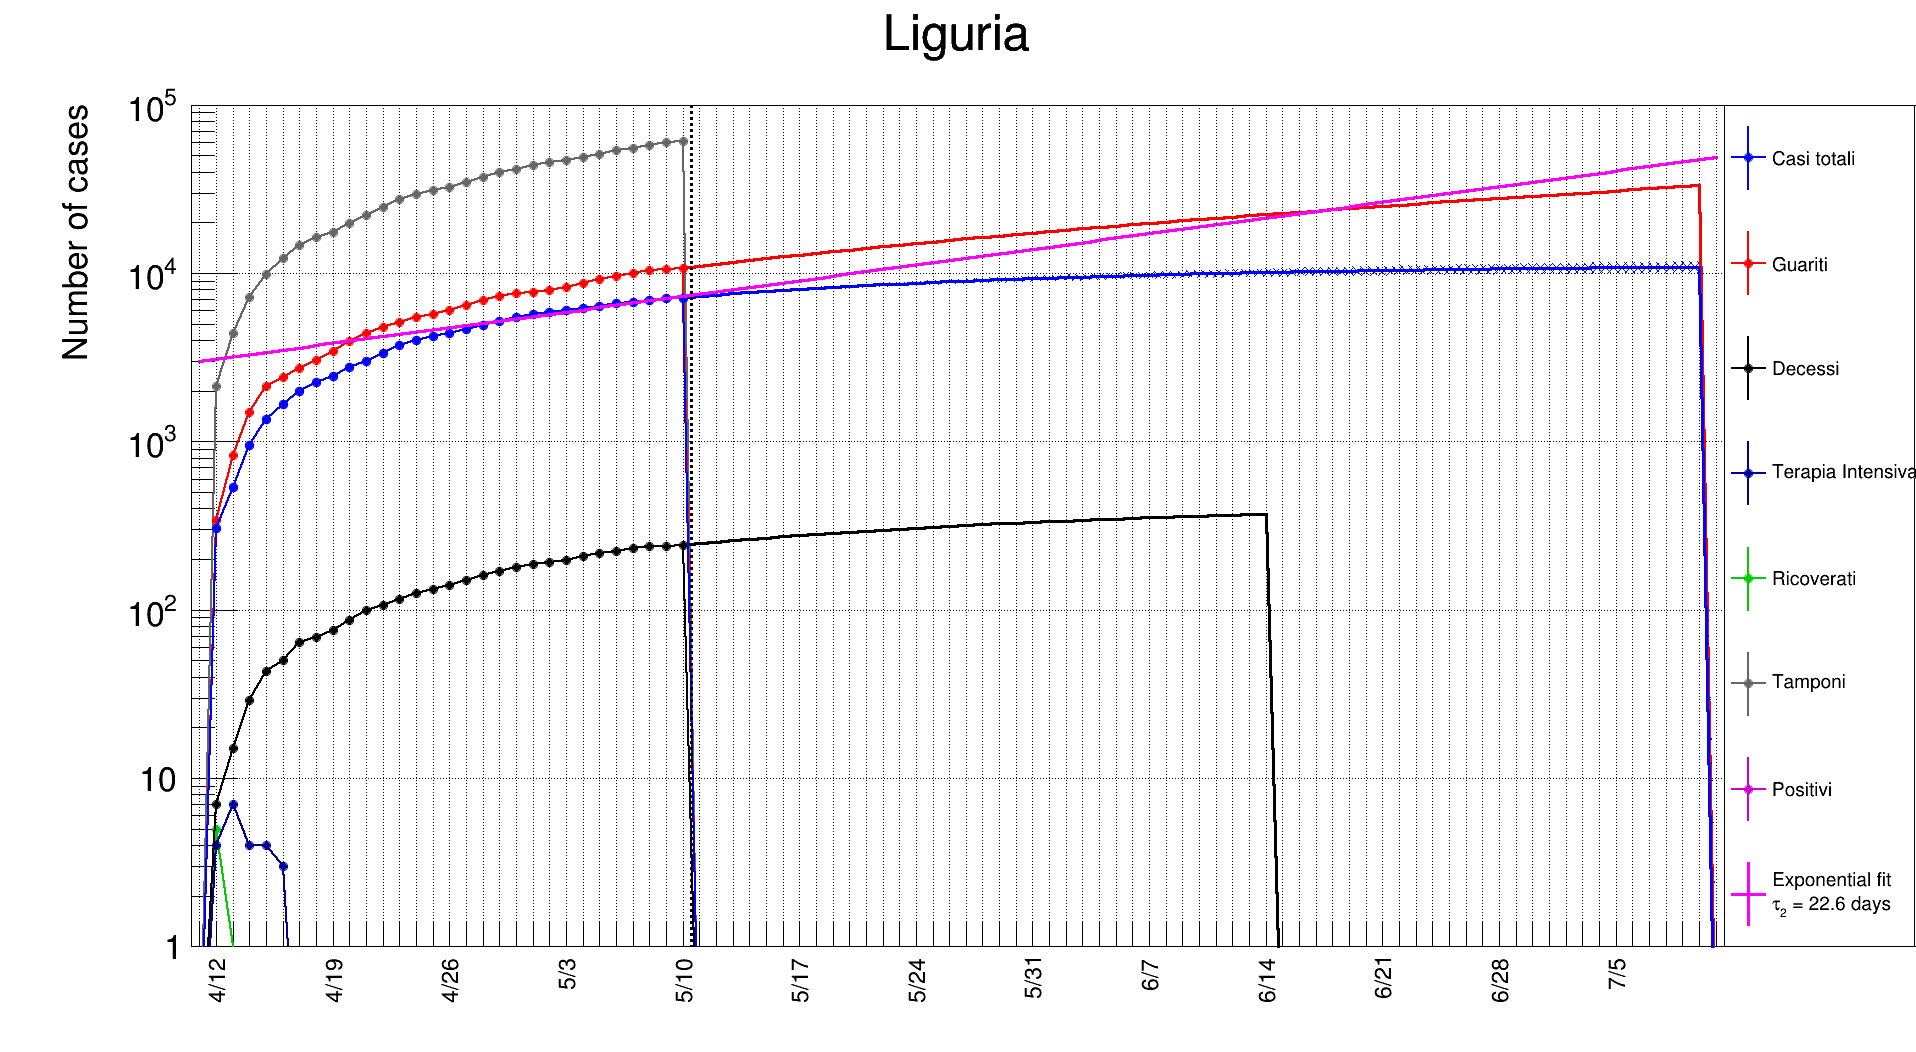 Liguria
Number of cases
10^5
10^4
10^3
10^2
10
1
4/12
4/19
4/26
5/3
5/10
5/17
5/24
5/31
6/7
6/14
6/21
6/28
7/5
Casi totali
Guariti
Decessi
Terapia Intensiva
Ricoverati
Tamponi
Positivi
Exponential fit
τ₂ = 22.6 days